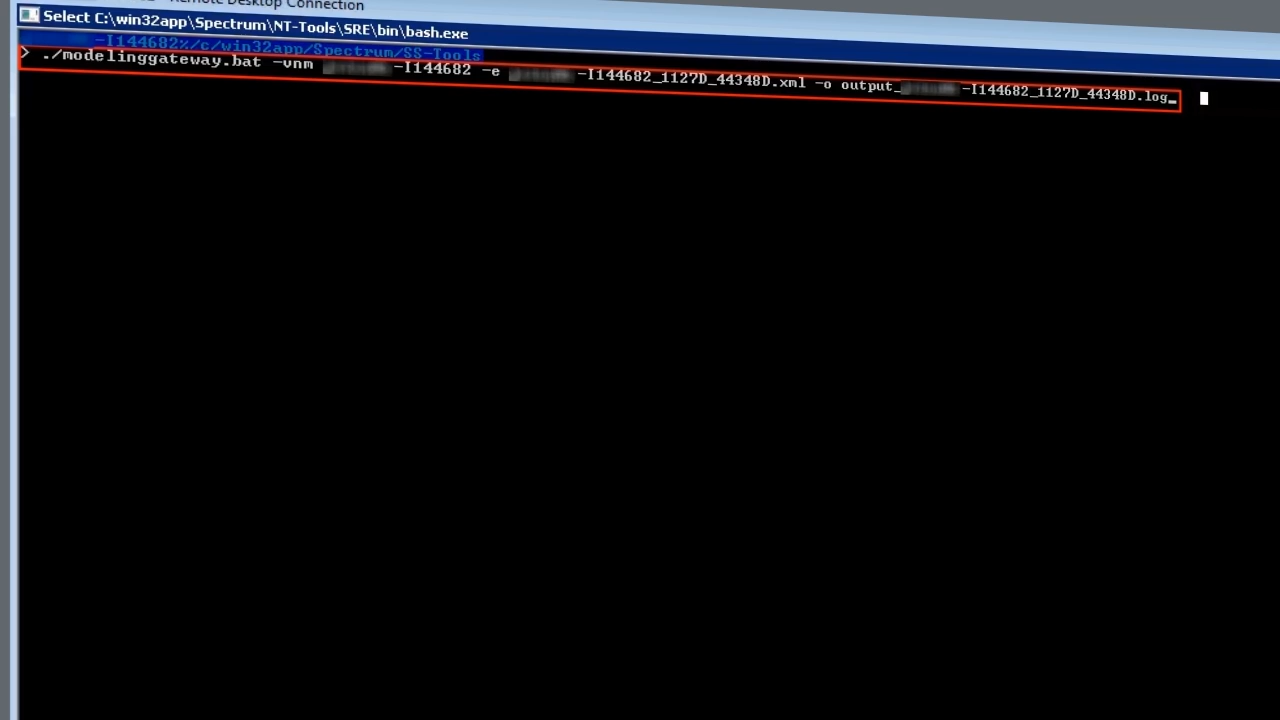 Remote Desktop Connection
Select C:\win32app\Spectrum\NT-Tools\SRE\bin\bash.exe
-I144682%/c/win32app/Spectrum/SS-Tools
> ./modelinggateway.bat -vnm -I144682 -e -I144682_1127D_44348D.xml -o output_ -I144682_1127D_44348D.log